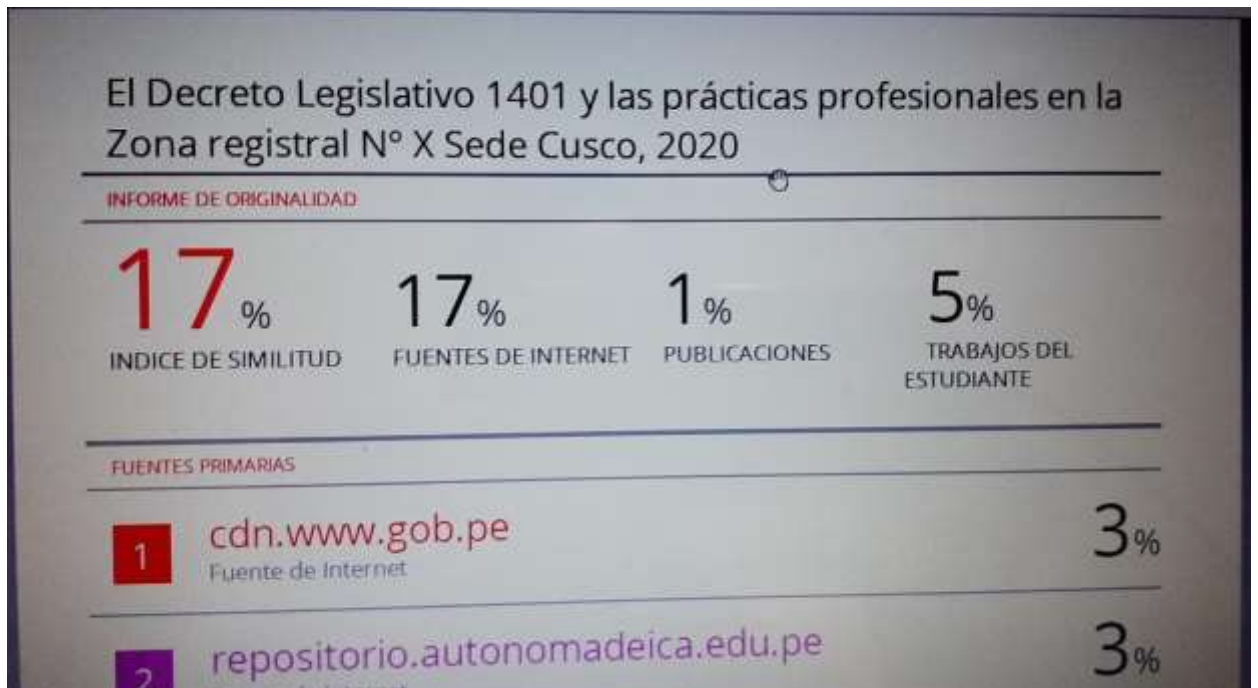 El Decreto Legislativo 1401 y las prácticas profesionales en la
Zona registral Nº X Sede Cusco, 2020
INFORME DE ORIGINALIDAD
17%
INDICE DE SIMILITUD
17%
FUENTES DE INTERNET
1%
PUBLICACIONES
5%
TRABAJOS DEL
ESTUDIANTE
FUENTES PRIMARIAS
1
cdn.www.gob.pe
Fuente de Internet
3%
2
repositorio.autonomadeica.edu.pe
3%